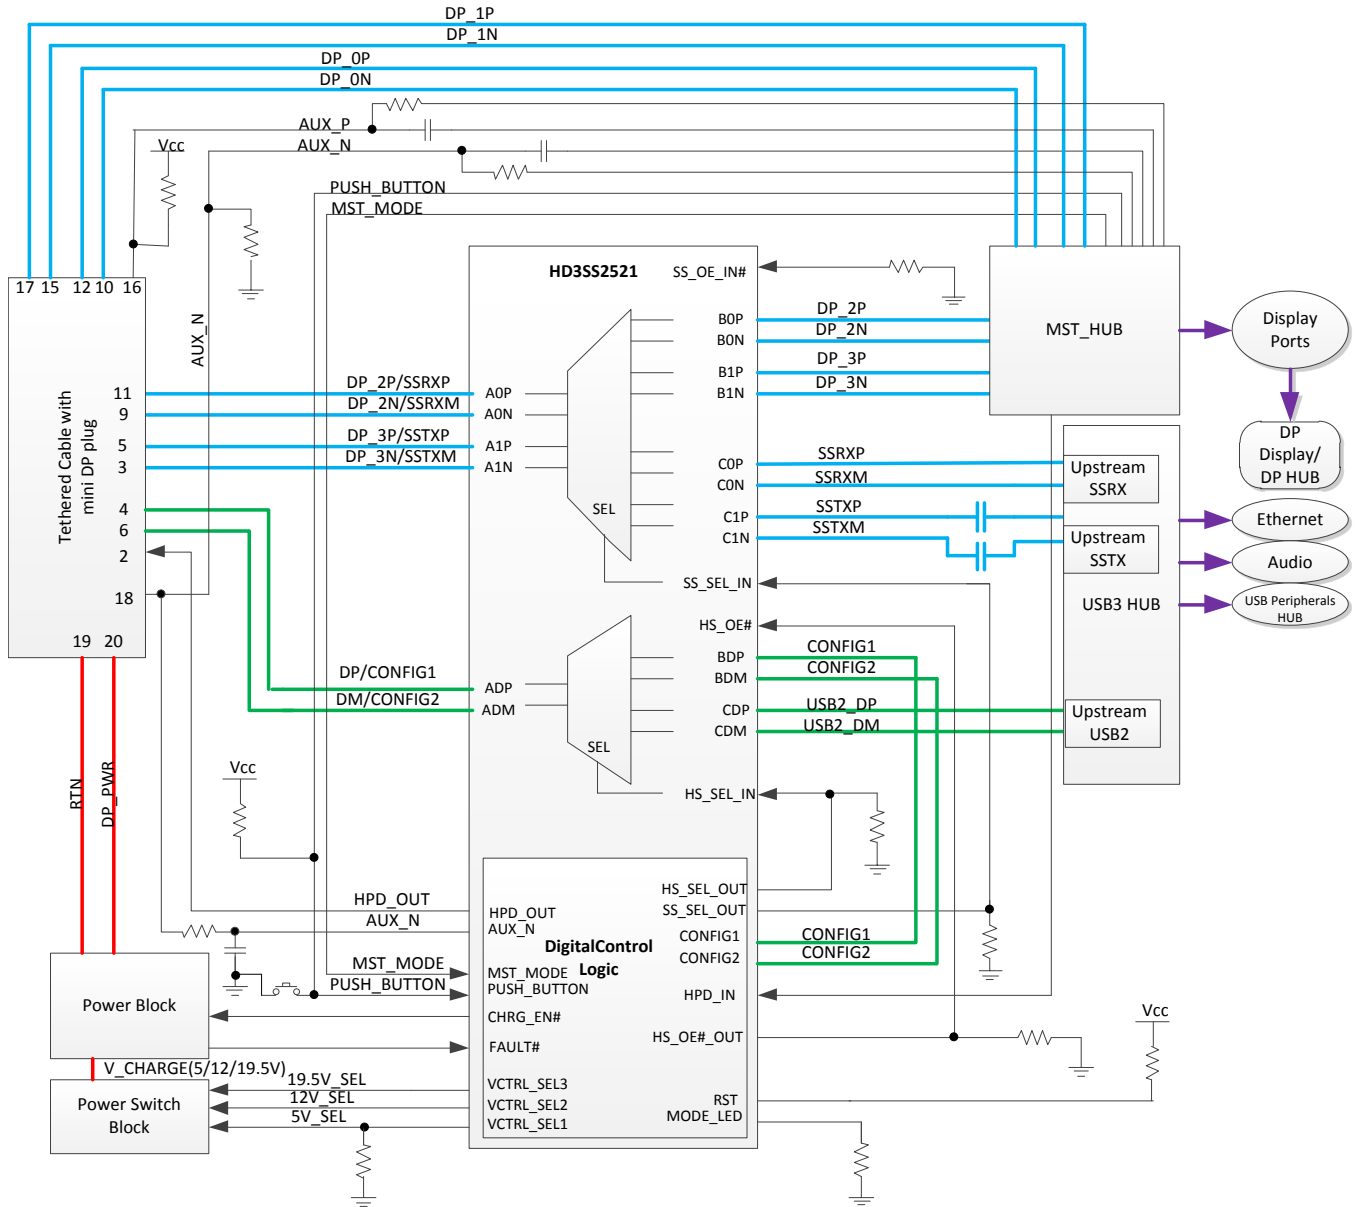 DP_1P
DP_1N
DP_0P
DP_0N
AUX_P
AUX_N
Vcc
PUSH_BUTTON
MST_MODE
17 15 12 10 16
AUX_N
Tethered Cable with
mini DP plug
11
9
5
3
4
6
2
18
19 20
DP_2P/SSRXP
DP_2N/SSRXM
DP_3P/SSTXP
DP_3N/SSTXM
DP/CONFIG1
DM/CONFIG2
HD3SS2521
SS_OE_IN#
B0P
B0N
B1P
B1N
A0P
A0N
A1P
A1N
SEL
C0P
C0N
C1P
C1N
SS_SEL_IN
HS_OE#
BDP
BDM
CDP
CDM
ADP
ADM
SEL
HS_SEL_IN
DP_2P
DP_2N
DP_3P
DP_3N
MST_HUB
Display
Ports
DP
Display/
DP HUB
SSRXP
SSRXM
SSTXP
SSTXM
Upstream
SSRX
Upstream
SSTX
USB3 HUB
Ethernet
Audio
USB Peripherals
HUB
CONFIG1
CONFIG2
USB2_DP
USB2_DM
Upstream
USB2
RTN
DP_PWR
Vcc
HPD_OUT
AUX_N
MST_MODE
PUSH_BUTTON
HPD_OUT
AUX_N
DigitalControl
Logic
MST_MODE
PUSH_BUTTON
CHRG_EN#
FAULT#
VCTRL_SEL3
VCTRL_SEL2
VCTRL_SEL1
HS_SEL_OUT
SS_SEL_OUT
CONFIG1
CONFIG2
HPD_IN
HS_OE#_OUT
RST
MODE_LED
CONFIG1
CONFIG2
Vcc
Power Block
V_CHARGE(5/12/19.5V)
Power Switch
Block
19.5V_SEL
12V_SEL
5V_SEL